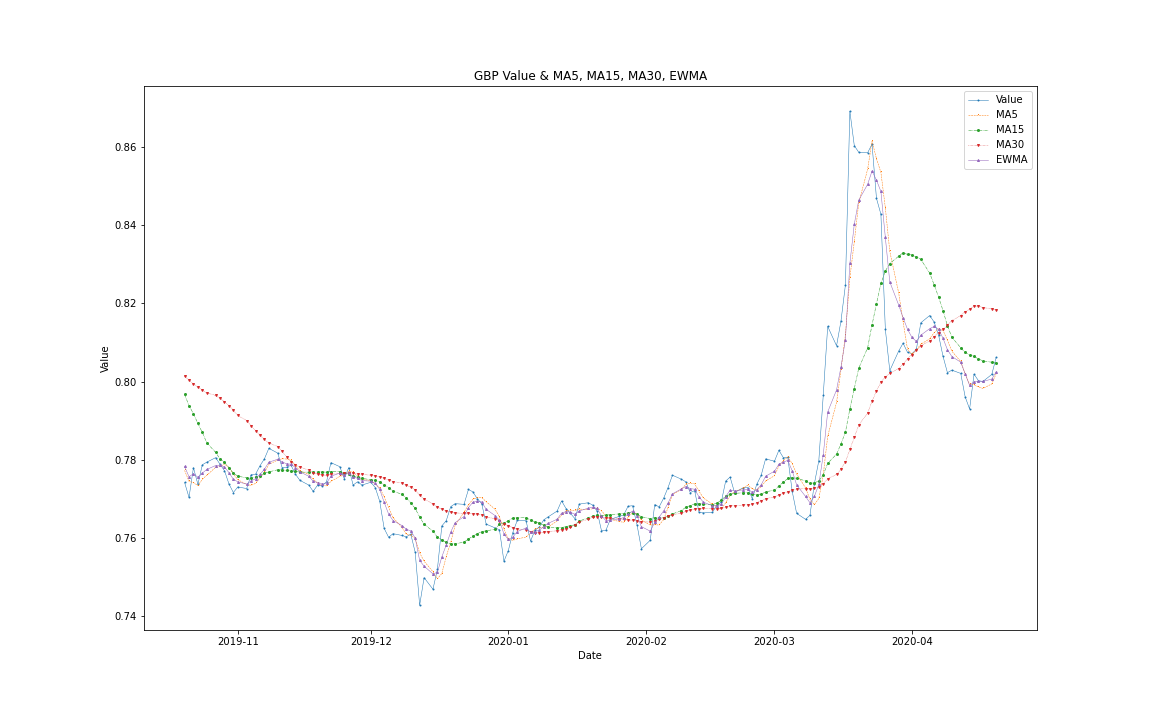 GBP Value & MA5, MA15, MA30, EWMA
Value
MA5
MA15
MA30
EWMA
0.86
0.84
0.82
0.80
0.78
0.76
0.74
Value
2019-11 2019-12 2020-01 2020-02 2020-03 2020-04
Date